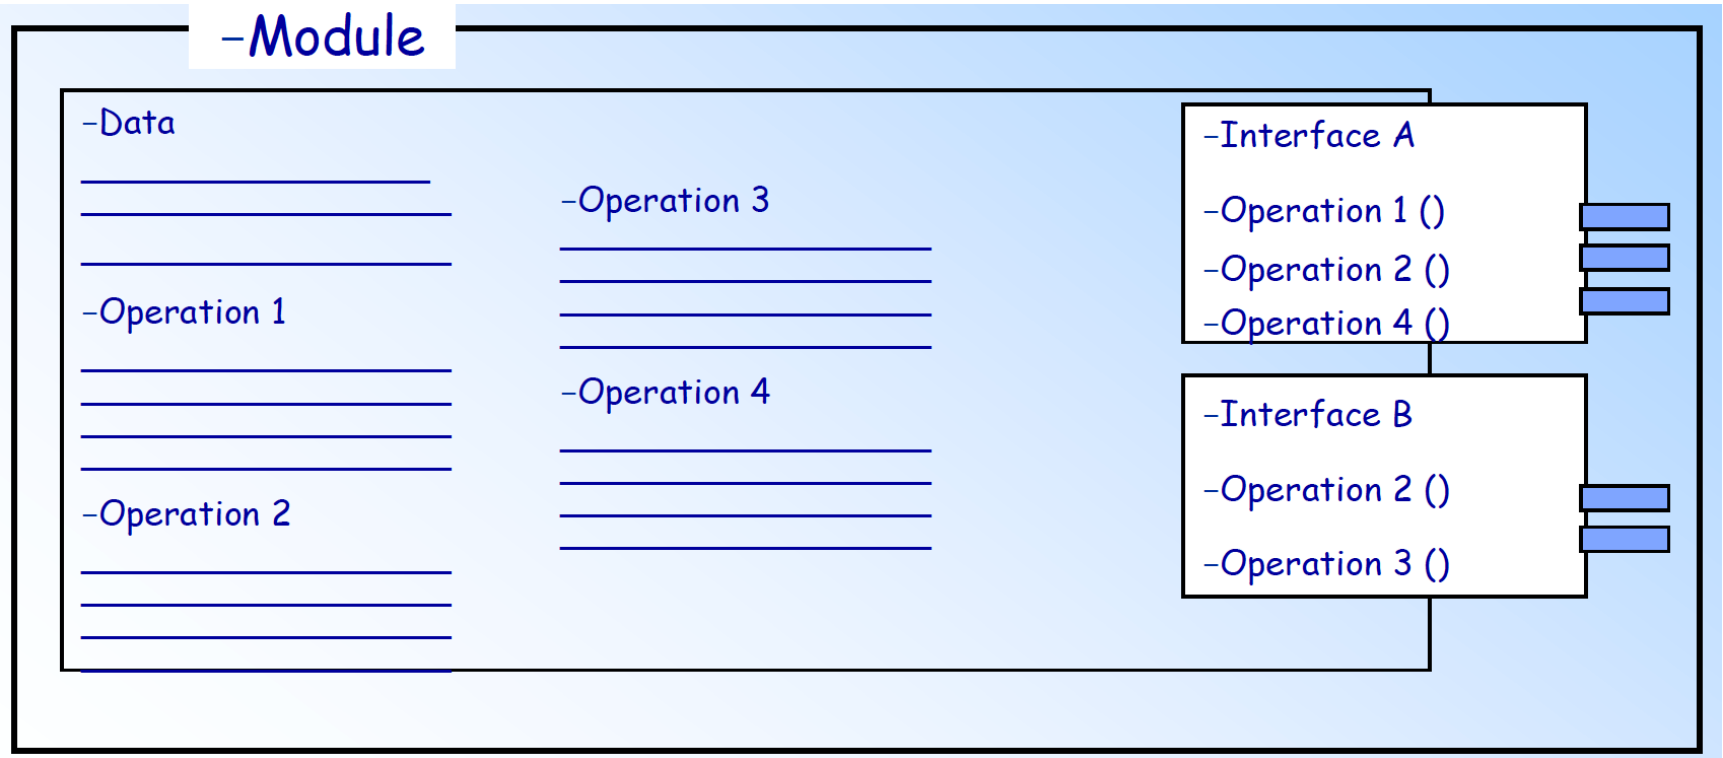 –Module
–Data
–Operation 1
–Operation 2
–Operation 3
–Operation 4
–Interface A
–Operation 1 ()
–Operation 2 ()
–Operation 4 ()
–Interface B
–Operation 2 ()
–Operation 3 ()